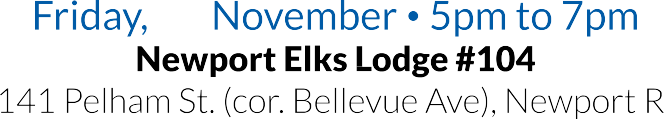 Friday, November • 5pm to 7pm
Newport Elks Lodge #104
141 Pelham St. (cor. Bellevue Ave), Newport R